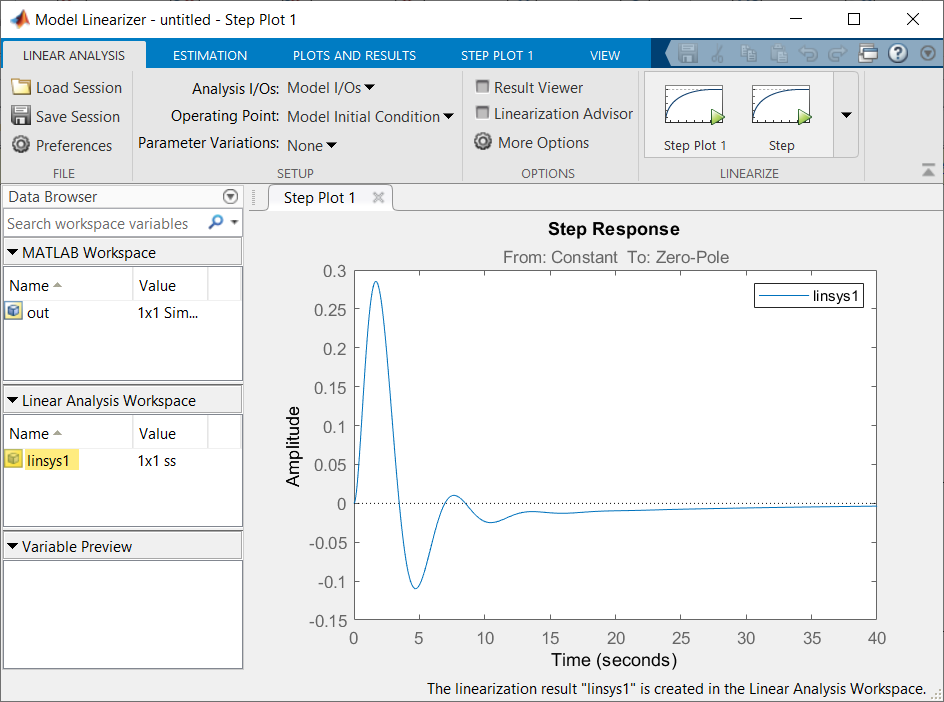 Model Linearizer - untitled - Step Plot 1
LINEAR ANALYSIS ESTIMATION PLOTS AND RESULTS STEP PLOT 1 VIEW
Load Session
Save Session
Preferences
FILE
Analysis I/Os: Model I/Os
Operating Point: Model Initial Condition
Parameter Variations: None
SETUP
Result Viewer
Linearization Advisor
More Options
OPTIONS
Step Plot 1 Step
LINEARIZE
Data Browser
Search workspace variables
MATLAB Workspace
Name Value
out 1x1 Sim...
Linear Analysis Workspace
Name Value
linsys1 1x1 ss
Variable Preview
Step Plot 1
Step Response
From: Constant To: Zero-Pole
linsys1
Amplitude
0.3
0.25
0.2
0.15
0.1
0.05
0
-0.05
-0.1
-0.15
0 5 10 15 20 25 30 35 40
Time (seconds)
The linearization result "linsys1" is created in the Linear Analysis Workspace.